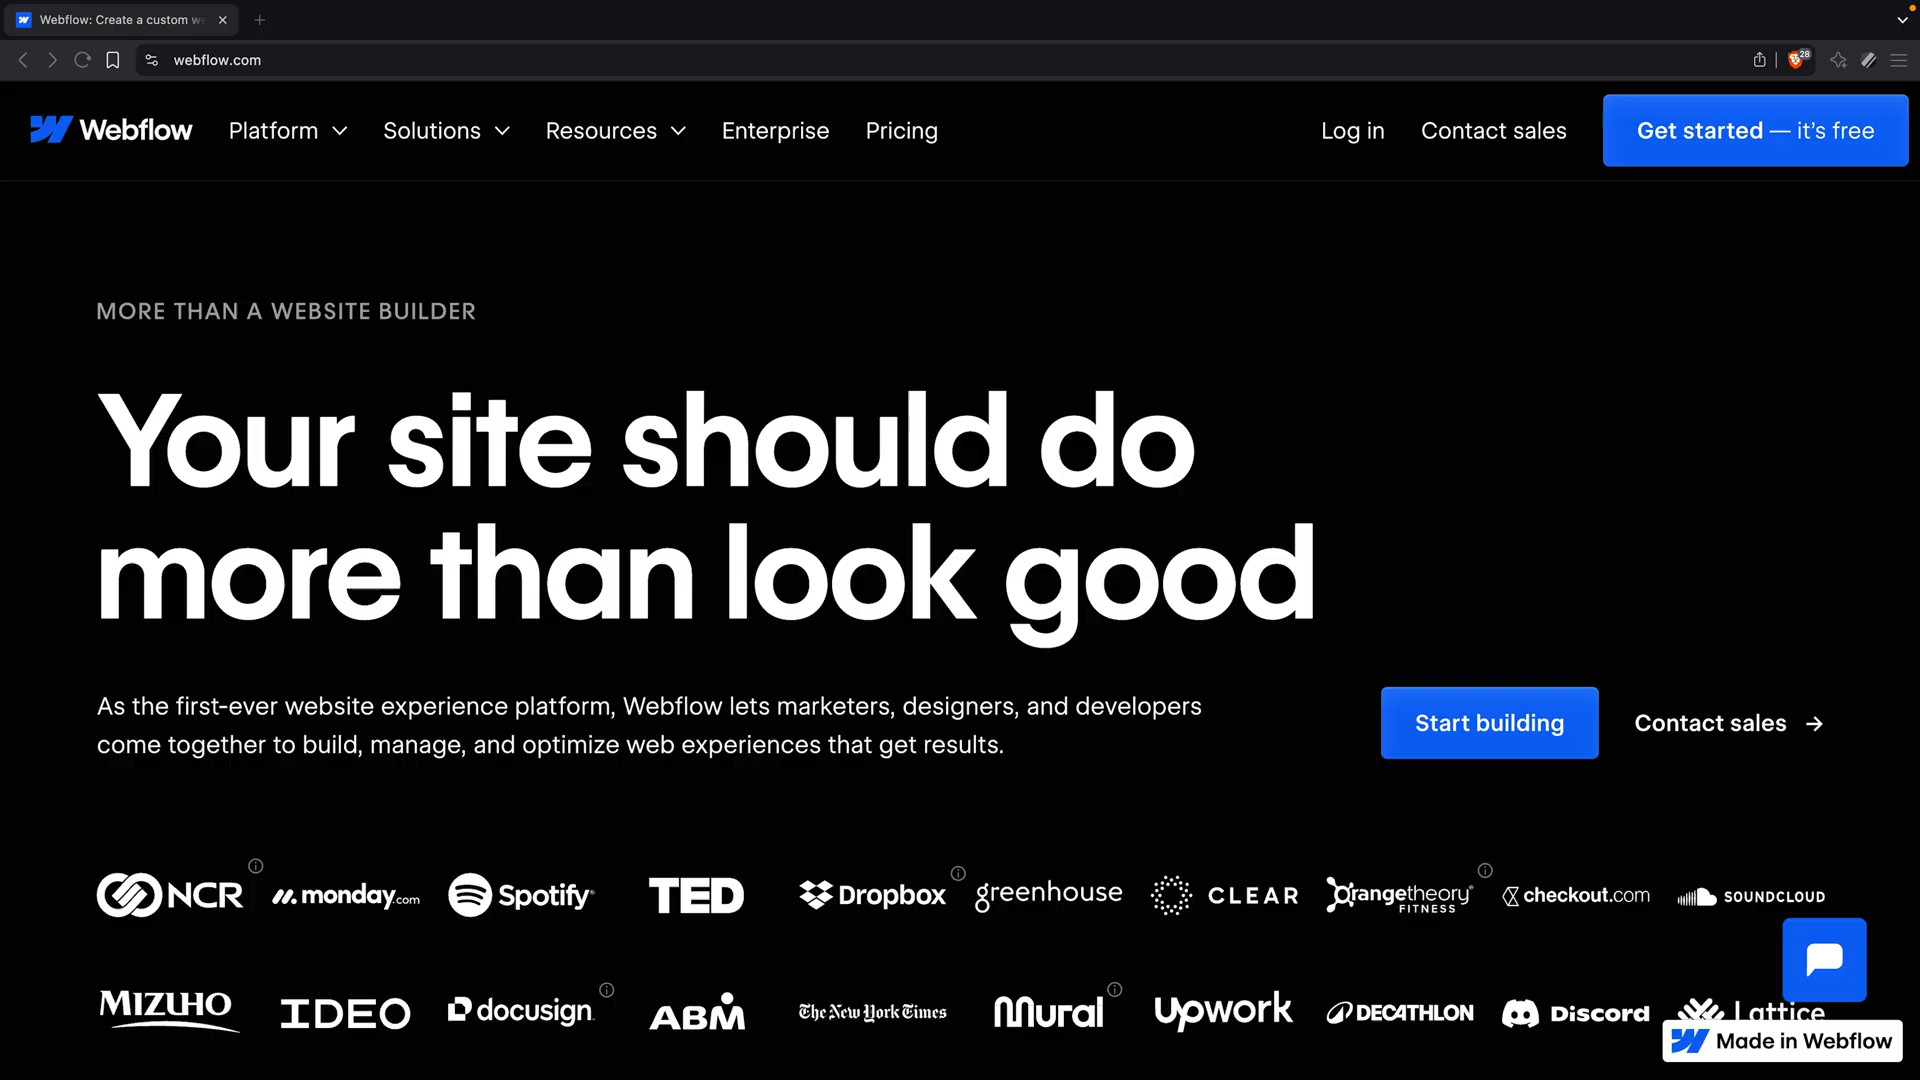 Webflow: Create a custom we
webflow.com
28
Webflow
Platform
Solutions
Resources
Enterprise
Pricing
Log in
Contact sales
Get started — it's free
MORE THAN A WEBSITE BUILDER
Your site should do
more than look good
As the first-ever website experience platform, Webflow lets marketers, designers, and developers
come together to build, manage, and optimize web experiences that get results.
Start building
Contact sales →
NCR
monday.com
Spotify
TED
Dropbox
greenhouse
CLEAR
Orangetheory FITNESS
checkout.com
SOUNDCLOUD
MIZUHO
IDEO
docusign
ABM
The New York Times
Mural
Upwork
DECATHLON
Discord
Lattice
Made in Webflow